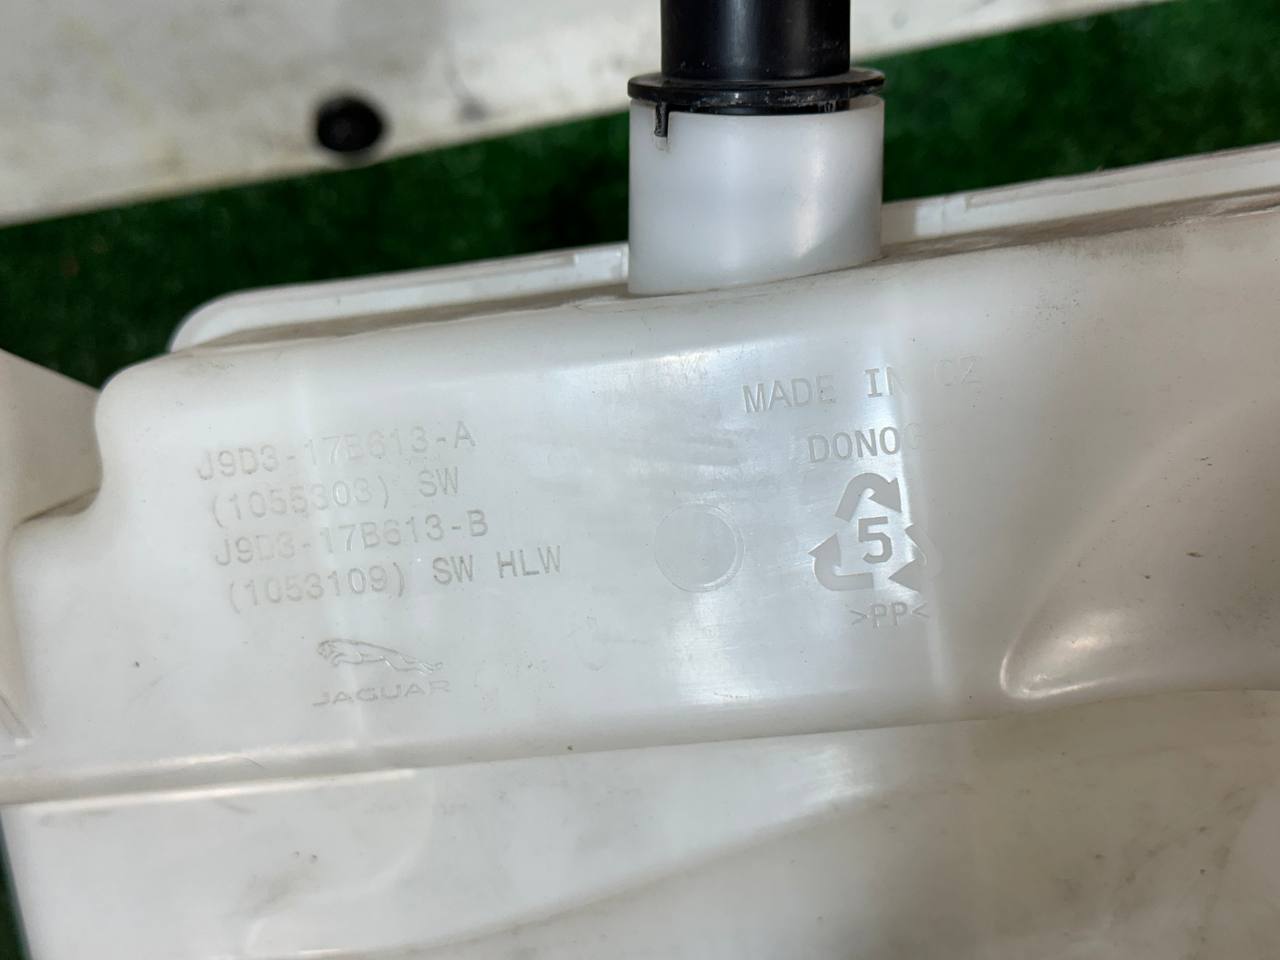 J9D3-17B613-A
(1055303) SW
J9D3-17B613-B
(1053109) SW HLW
JAGUAR
MADE IN CZ
5
>PP<